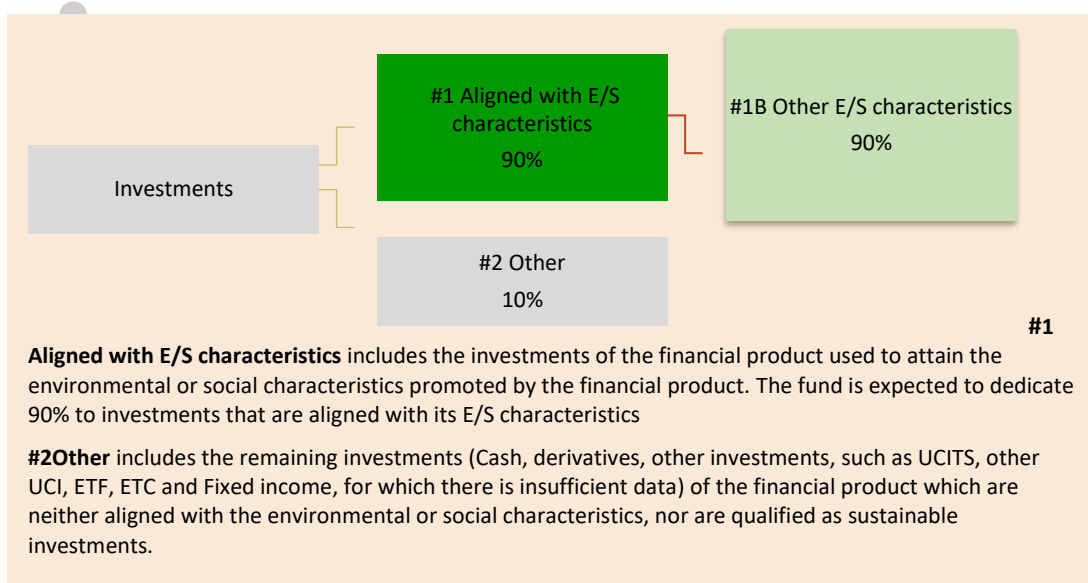 #1 Aligned with E/S
characteristics
90%
#1B Other E/S characteristics
90%
Investments
#2 Other
10%
#1
Aligned with E/S characteristics includes the investments of the financial product used to attain the
environmental or social characteristics promoted by the financial product. The fund is expected to dedicate
90% to investments that are aligned with its E/S characteristics
#2Other includes the remaining investments (Cash, derivatives, other investments, such as UCITS, other
UCI, ETF, ETC and Fixed income, for which there is insufficient data) of the financial product which are
neither aligned with the environmental or social characteristics, nor are qualified as sustainable
investments.